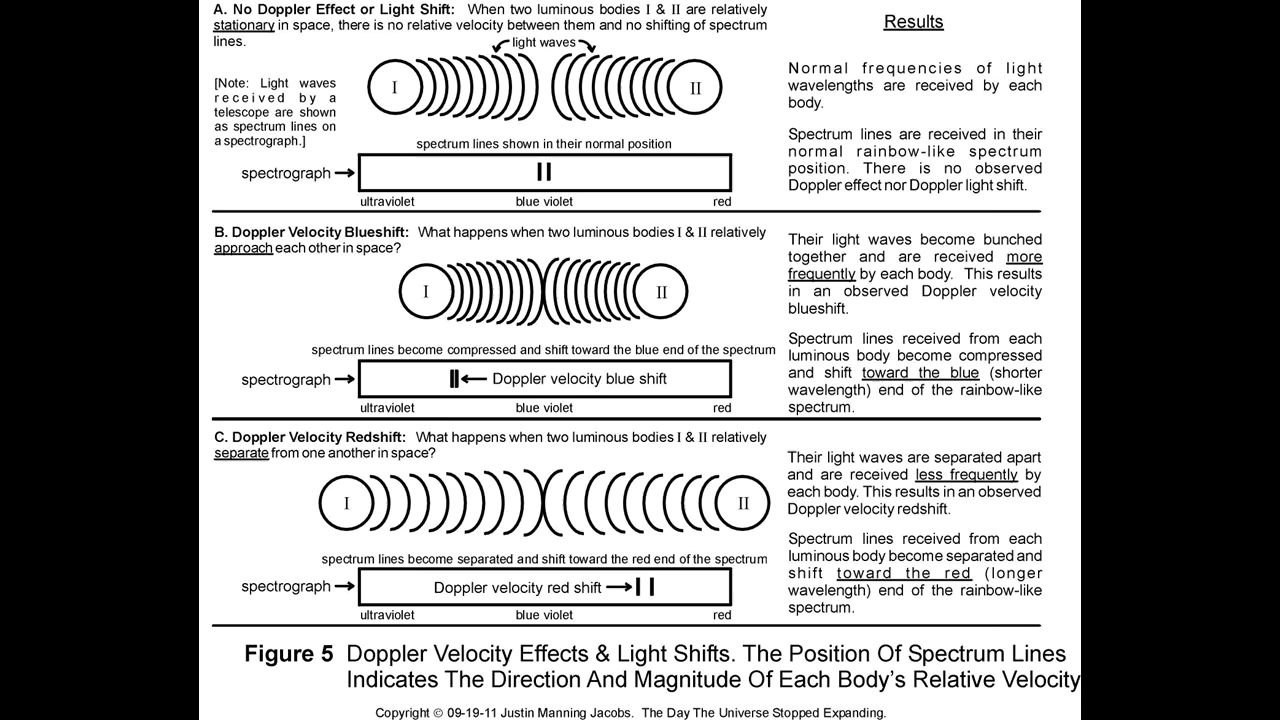 A. No Doppler Effect or Light Shift: When two luminous bodies I & II are relatively
stationary in space, there is no relative velocity between them and no shifting of spectrum
lines.
light waves
[Note: Light waves
received by a
telescope are shown
as spectrum lines on
a spectrograph.]
I
II
spectrum lines shown in their normal position
spectrograph
ultraviolet blue violet red
Results
Normal frequencies of light
wavelengths are received by each
body.
Spectrum lines are received in their
normal rainbow-like spectrum
position. There is no observed
Doppler effect nor Doppler light shift.
B. Doppler Velocity Blueshift: What happens when two luminous bodies I & II relatively
approach each other in space?
I
II
spectrum lines become compressed and shift toward the blue end of the spectrum
spectrograph
Doppler velocity blue shift
ultraviolet blue violet red
Their light waves become bunched
together and are received more
frequently by each body. This results
in an observed Doppler velocity
blueshift.
Spectrum lines received from each
luminous body become compressed
and shift toward the blue (shorter
wavelength) end of the rainbow-like
spectrum.
C. Doppler Velocity Redshift: What happens when two luminous bodies I & II relatively
separate from one another in space?
I
II
spectrum lines become separated and shift toward the red end of the spectrum
spectrograph
Doppler velocity red shift
ultraviolet blue violet red
Their light waves are separated apart
and are received less frequently by
each body. This results in an observed
Doppler velocity redshift.
Spectrum lines received from each
luminous body become separated and
shift toward the red (longer
wavelength) end of the rainbow-like
spectrum.
Figure 5 Doppler Velocity Effects & Light Shifts. The Position Of Spectrum Lines
Indicates The Direction And Magnitude Of Each Body's Relative Velocity
Copyright © 09-19-11 Justin Manning Jacobs. The Day The Universe Stopped Expanding.